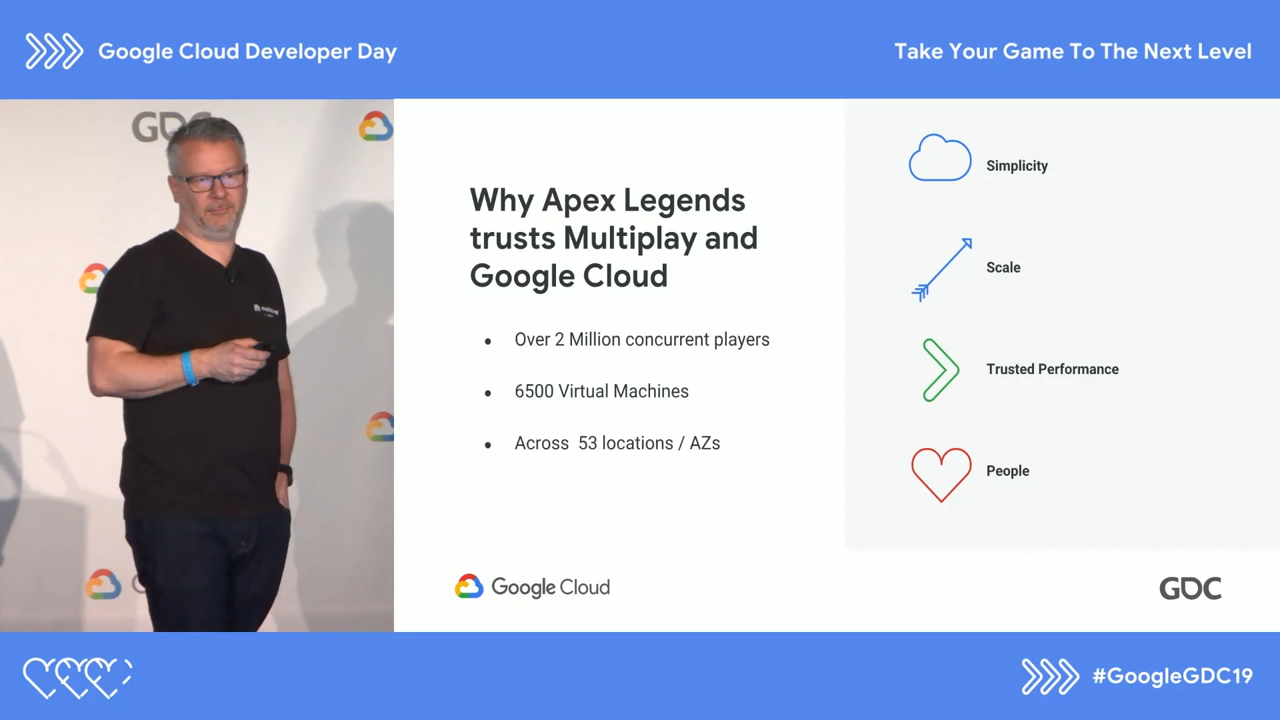 Google Cloud Developer Day
Take Your Game To The Next Level
GDC
Why Apex Legends
trusts Multiplay and
Google Cloud
• Over 2 Million concurrent players
• 6500 Virtual Machines
• Across 53 locations / AZs
Simplicity
Scale
Trusted Performance
People
Google Cloud
GDC
#GoogleGDC19